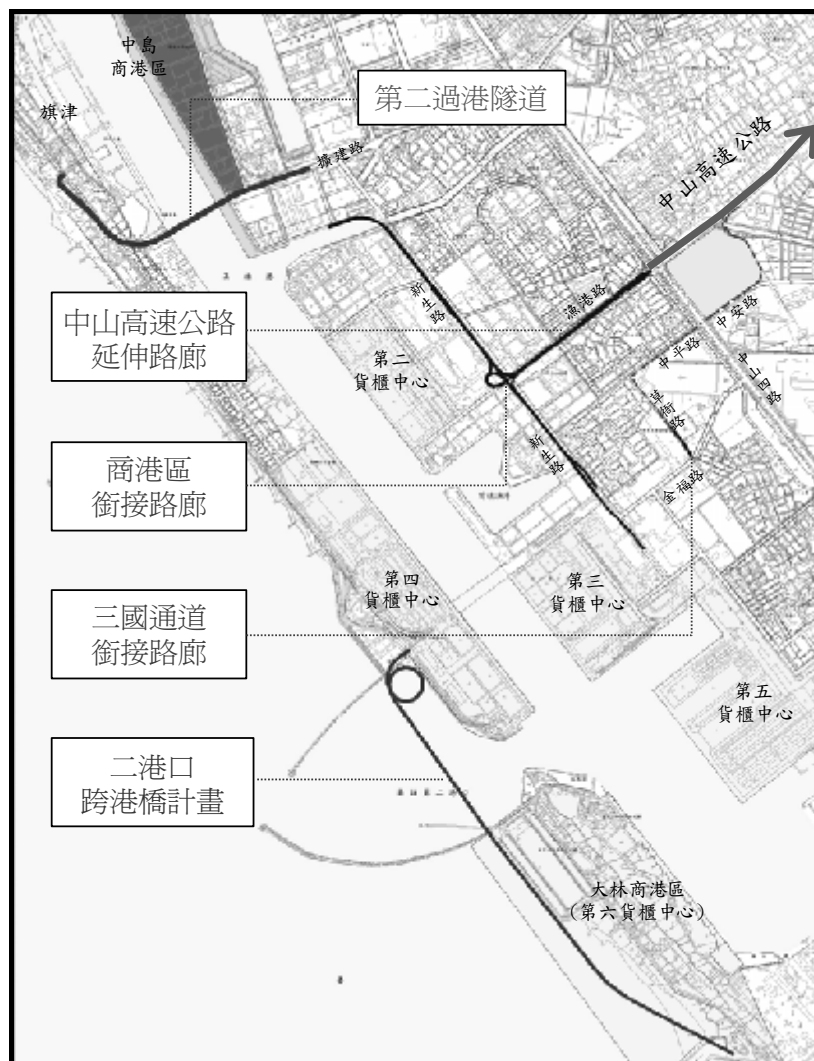 中島
商港區
旗津
第二過港隧道
擴建路
中山高速公路
新生路
漁港路
中山高速公路
延伸路廊
中安路
中平路
中山四路
第二
貨櫃中心
草衙路
新生路
商港區
銜接路廊
金福路
第四
貨櫃中心
第三
貨櫃中心
三國通道
銜接路廊
第五
貨櫃中心
二港口
跨港橋計畫
大林商港區
(第六貨櫃中心)